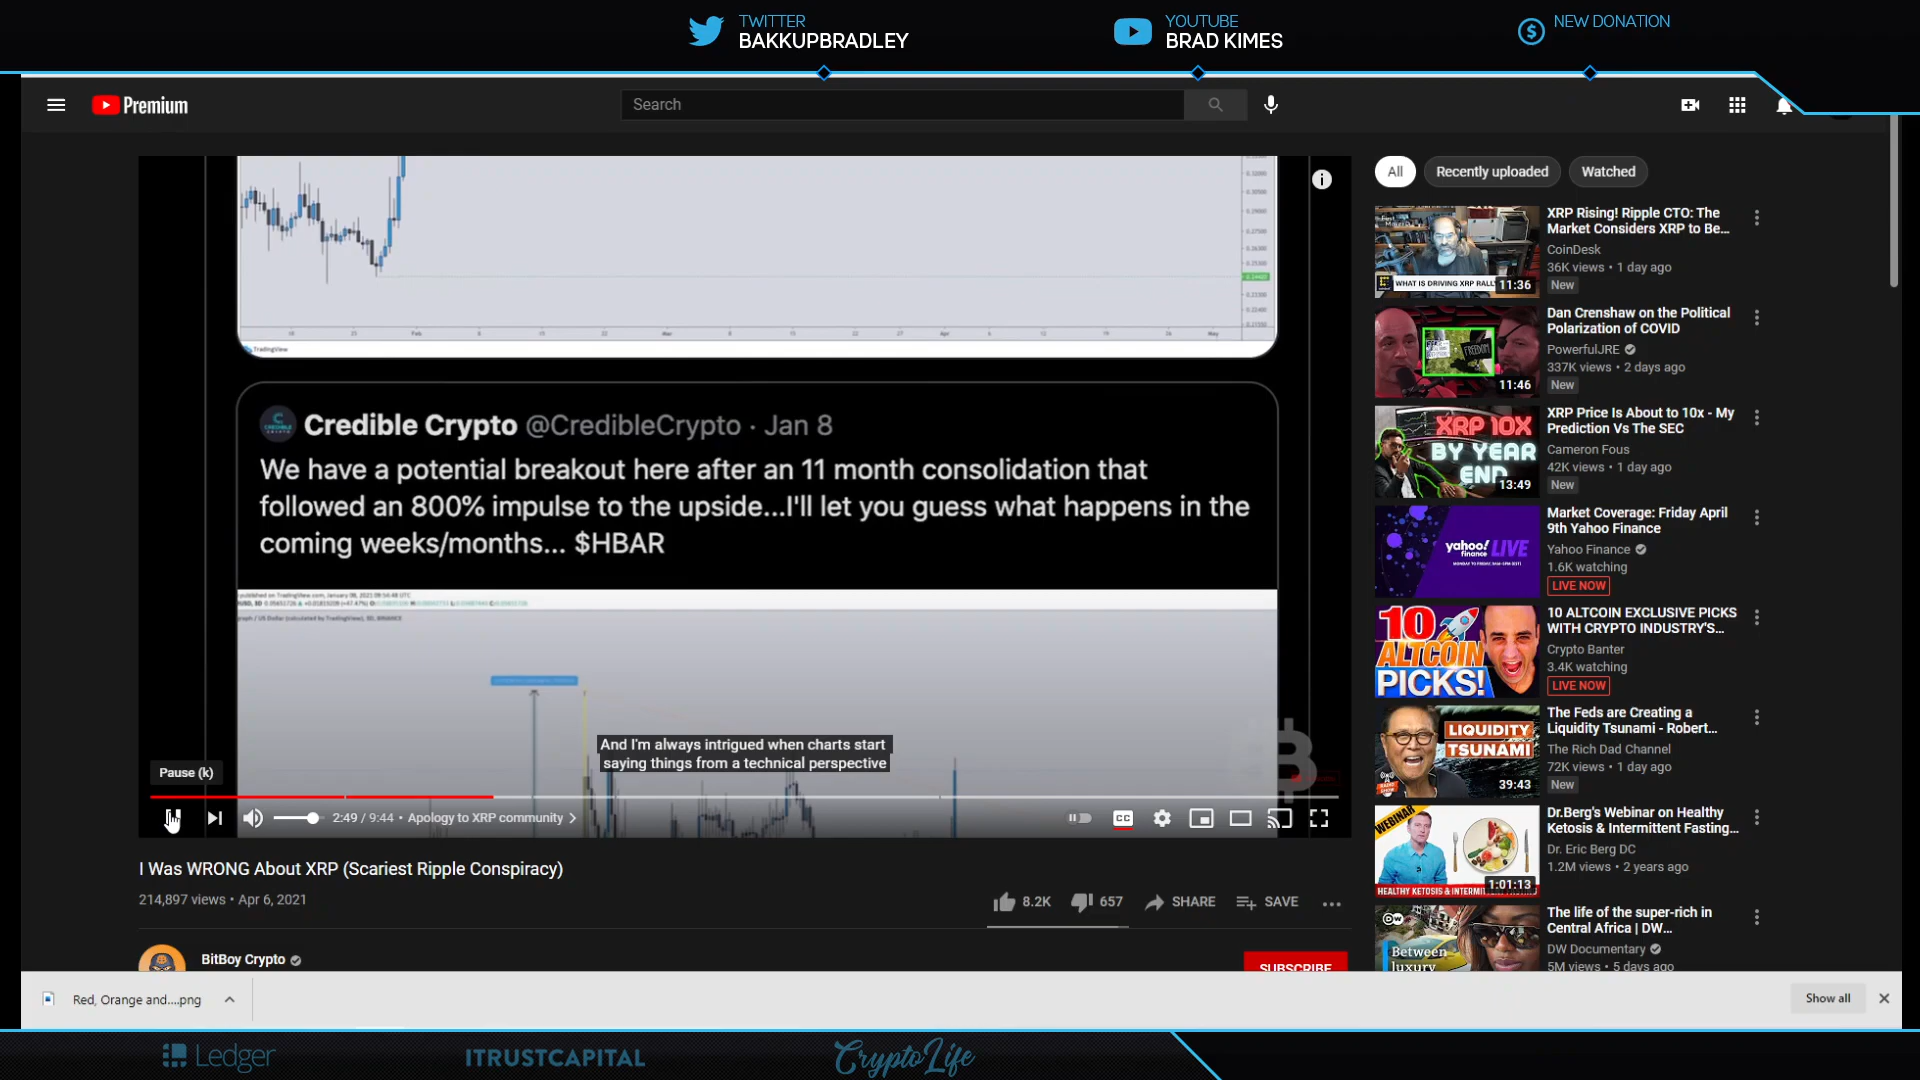 TWITTER
BAKKUPBRADLEY
YOUTUBE
BRAD KIMES
NEW DONATION
Premium
Search
TradingView
Credible Crypto @CredibleCrypto · Jan 8
We have a potential breakout here after an 11 month consolidation that
followed an 800% impulse to the upside...I'll let you guess what happens in the
coming weeks/months... $HBAR
And I'm always intrigued when charts start
saying things from a technical perspective
Pause (k)
2:49 / 9:44 • Apology to XRP community
CC
I Was WRONG About XRP (Scariest Ripple Conspiracy)
214,897 views • Apr 6, 2021
8.2K
657
SHARE
SAVE
BitBoy Crypto
SUBSCRIBE
All
Recently uploaded
Watched
WHAT IS DRIVING XRP RALLY
11:36
XRP Rising! Ripple CTO: The
Market Considers XRP to Be...
CoinDesk
36K views • 1 day ago
New
FREEDOM
11:46
Dan Crenshaw on the Political
Polarization of COVID
PowerfulJRE
337K views • 2 days ago
New
XRP 10X
BY YEAR
END
13:49
XRP Price Is About to 10x - My
Prediction Vs The SEC
Cameron Fous
42K views • 1 day ago
New
yahoo!
finance
LIVE
Market Coverage: Friday April
9th Yahoo Finance
Yahoo Finance
1.6K watching
LIVE NOW
10
ALTCOIN
PICKS!
10 ALTCOIN EXCLUSIVE PICKS
WITH CRYPTO INDUSTRY'S...
Crypto Banter
3.4K watching
LIVE NOW
LIQUIDITY
TSUNAMI
39:43
The Feds are Creating a
Liquidity Tsunami - Robert...
The Rich Dad Channel
72K views • 1 day ago
New
WEBINAR
HEALTHY KETOSIS & INTERMIT
1:01:13
Dr.Berg's Webinar on Healthy
Ketosis & Intermittent Fasting...
Dr. Eric Berg DC
1.2M views • 2 years ago
DW
Between
luxury
The life of the super-rich in
Central Africa | DW...
DW Documentary
5M views • 5 days ago
Red, Orange and....png
Show all
Ledger
ITRUSTCAPITAL
CryptoLife